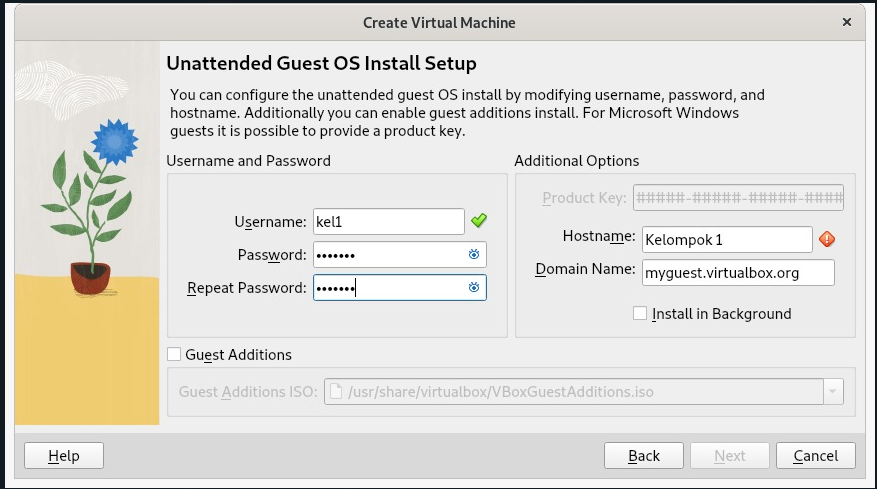 Create Virtual Machine
Unattended Guest OS Install Setup
You can configure the unattended guest OS install by modifying username, password, and
hostname. Additionally you can enable guest additions install. For Microsoft Windows
guests it is possible to provide a product key.
Username and Password
Username: kel1
Password: •••••••
Repeat Password: •••••••
Additional Options
Product Key: #####-#####-#####-####
Hostname: Kelompok 1
Domain Name: myguest.virtualbox.org
Install in Background
Guest Additions
Guest Additions ISO: /usr/share/virtualbox/VBoxGuestAdditions.iso
Help
Back
Next
Cancel